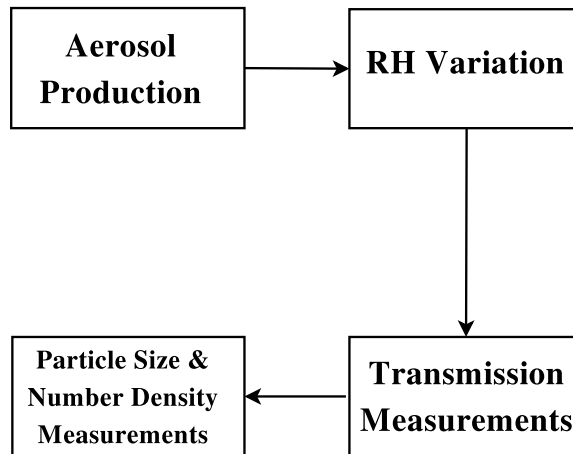 Aerosol
Production
RH Variation
Transmission
Measurements
Particle Size &
Number Density
Measurements